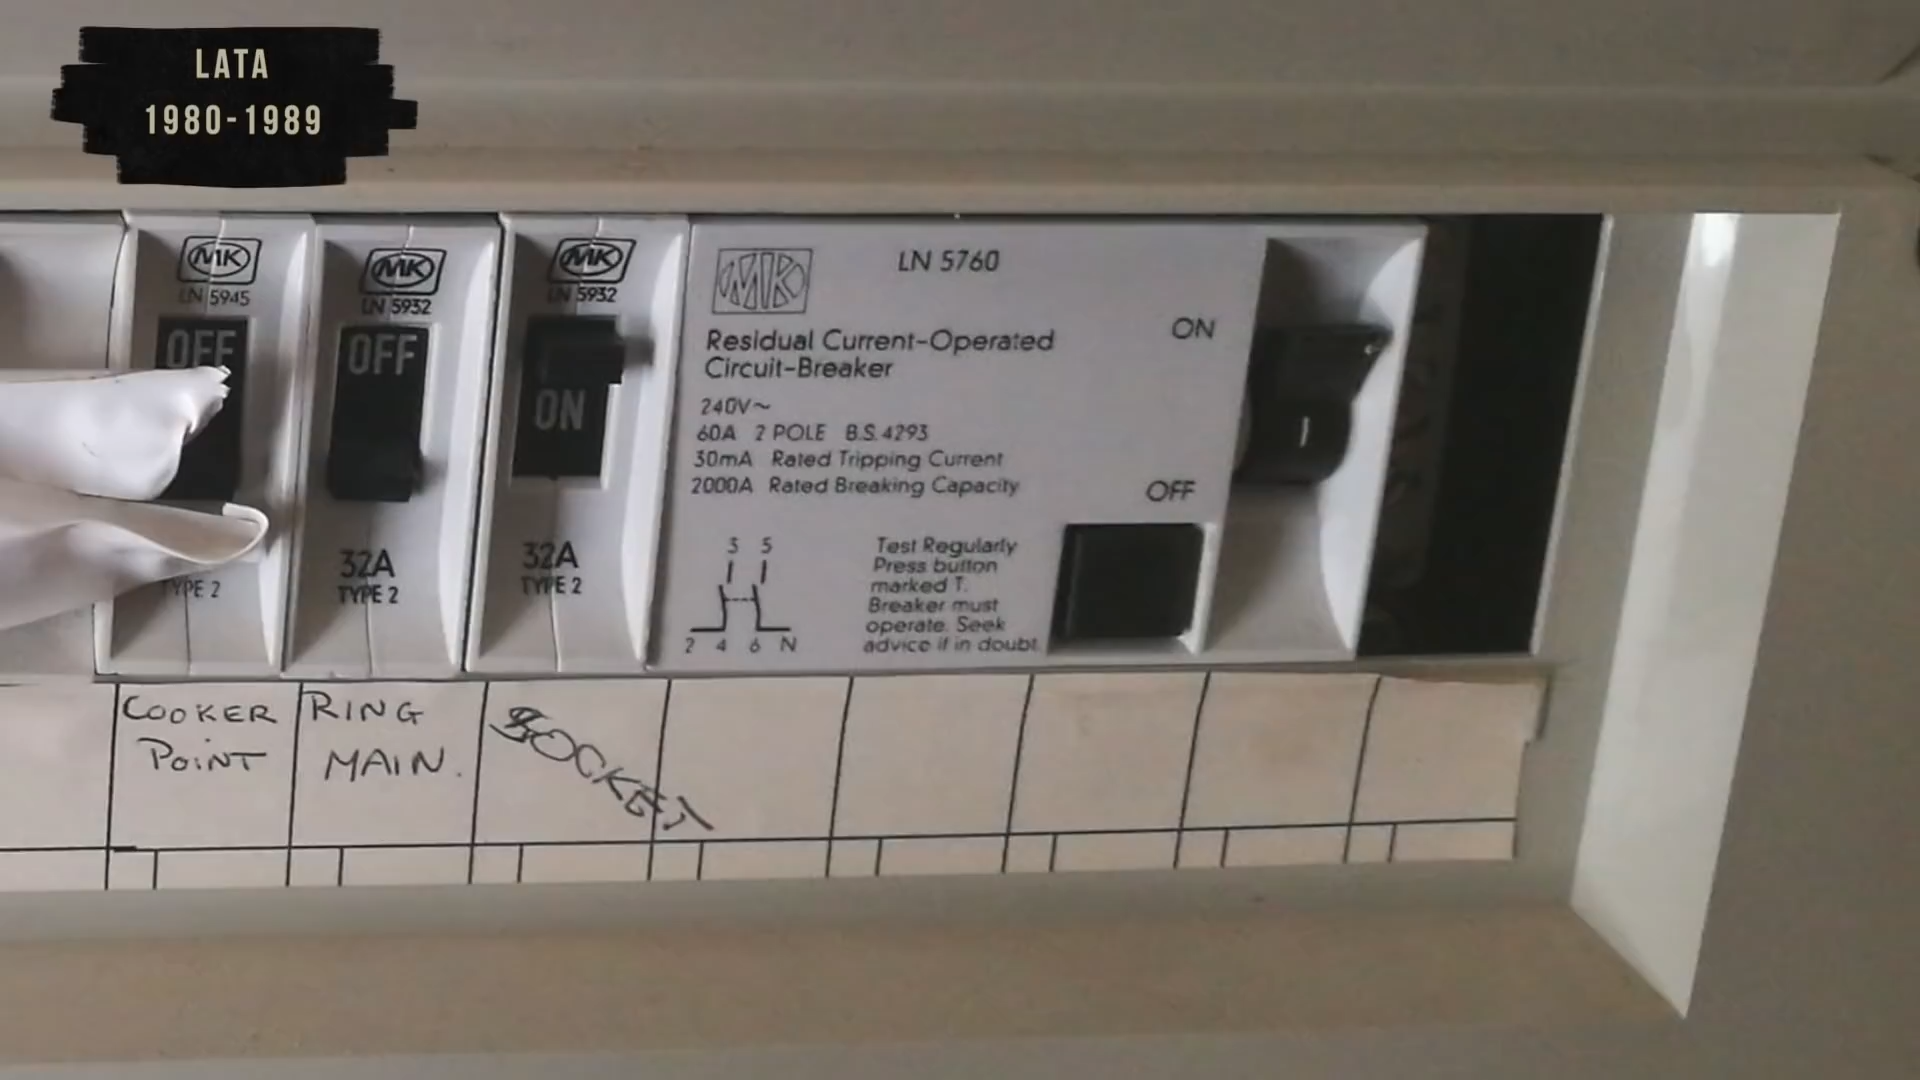 LATA
1980-1989
MK
LN 5945
OFF
TYPE 2
MK
LN 5932
OFF
32A
TYPE 2
MK
LN 5932
ON
32A
TYPE 2
MK
LN 5760
Residual Current-Operated
Circuit-Breaker
240V~
60A 2 POLE B.S. 4293
30mA Rated Tripping Current
2000A Rated Breaking Capacity
ON
OFF
3 5
2 4 6 N
Test Regularly
Press button
marked T.
Breaker must
operate. Seek
advice if in doubt.
COOKER
POINT
RING
MAIN.
SOCKET